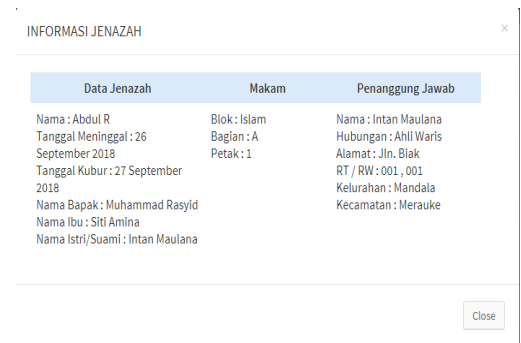 INFORMASI JENAZAH
x
Data Jenazah
Nama : Abdul R
Tanggal Meninggal : 26
September 2018
Tanggal Kubur : 27 September
2018
Nama Bapak : Muhammad Rasyid
Nama Ibu : Siti Amina
Nama Istri/Suami : Intan Maulana
Makam
Blok : Islam
Bagian : A
Petak : 1
Penanggung Jawab
Nama : Intan Maulana
Hubungan : Ahli Waris
Alamat : Jln. Biak
RT / RW : 001 , 001
Kelurahan : Mandala
Kecamatan : Merauke
Close